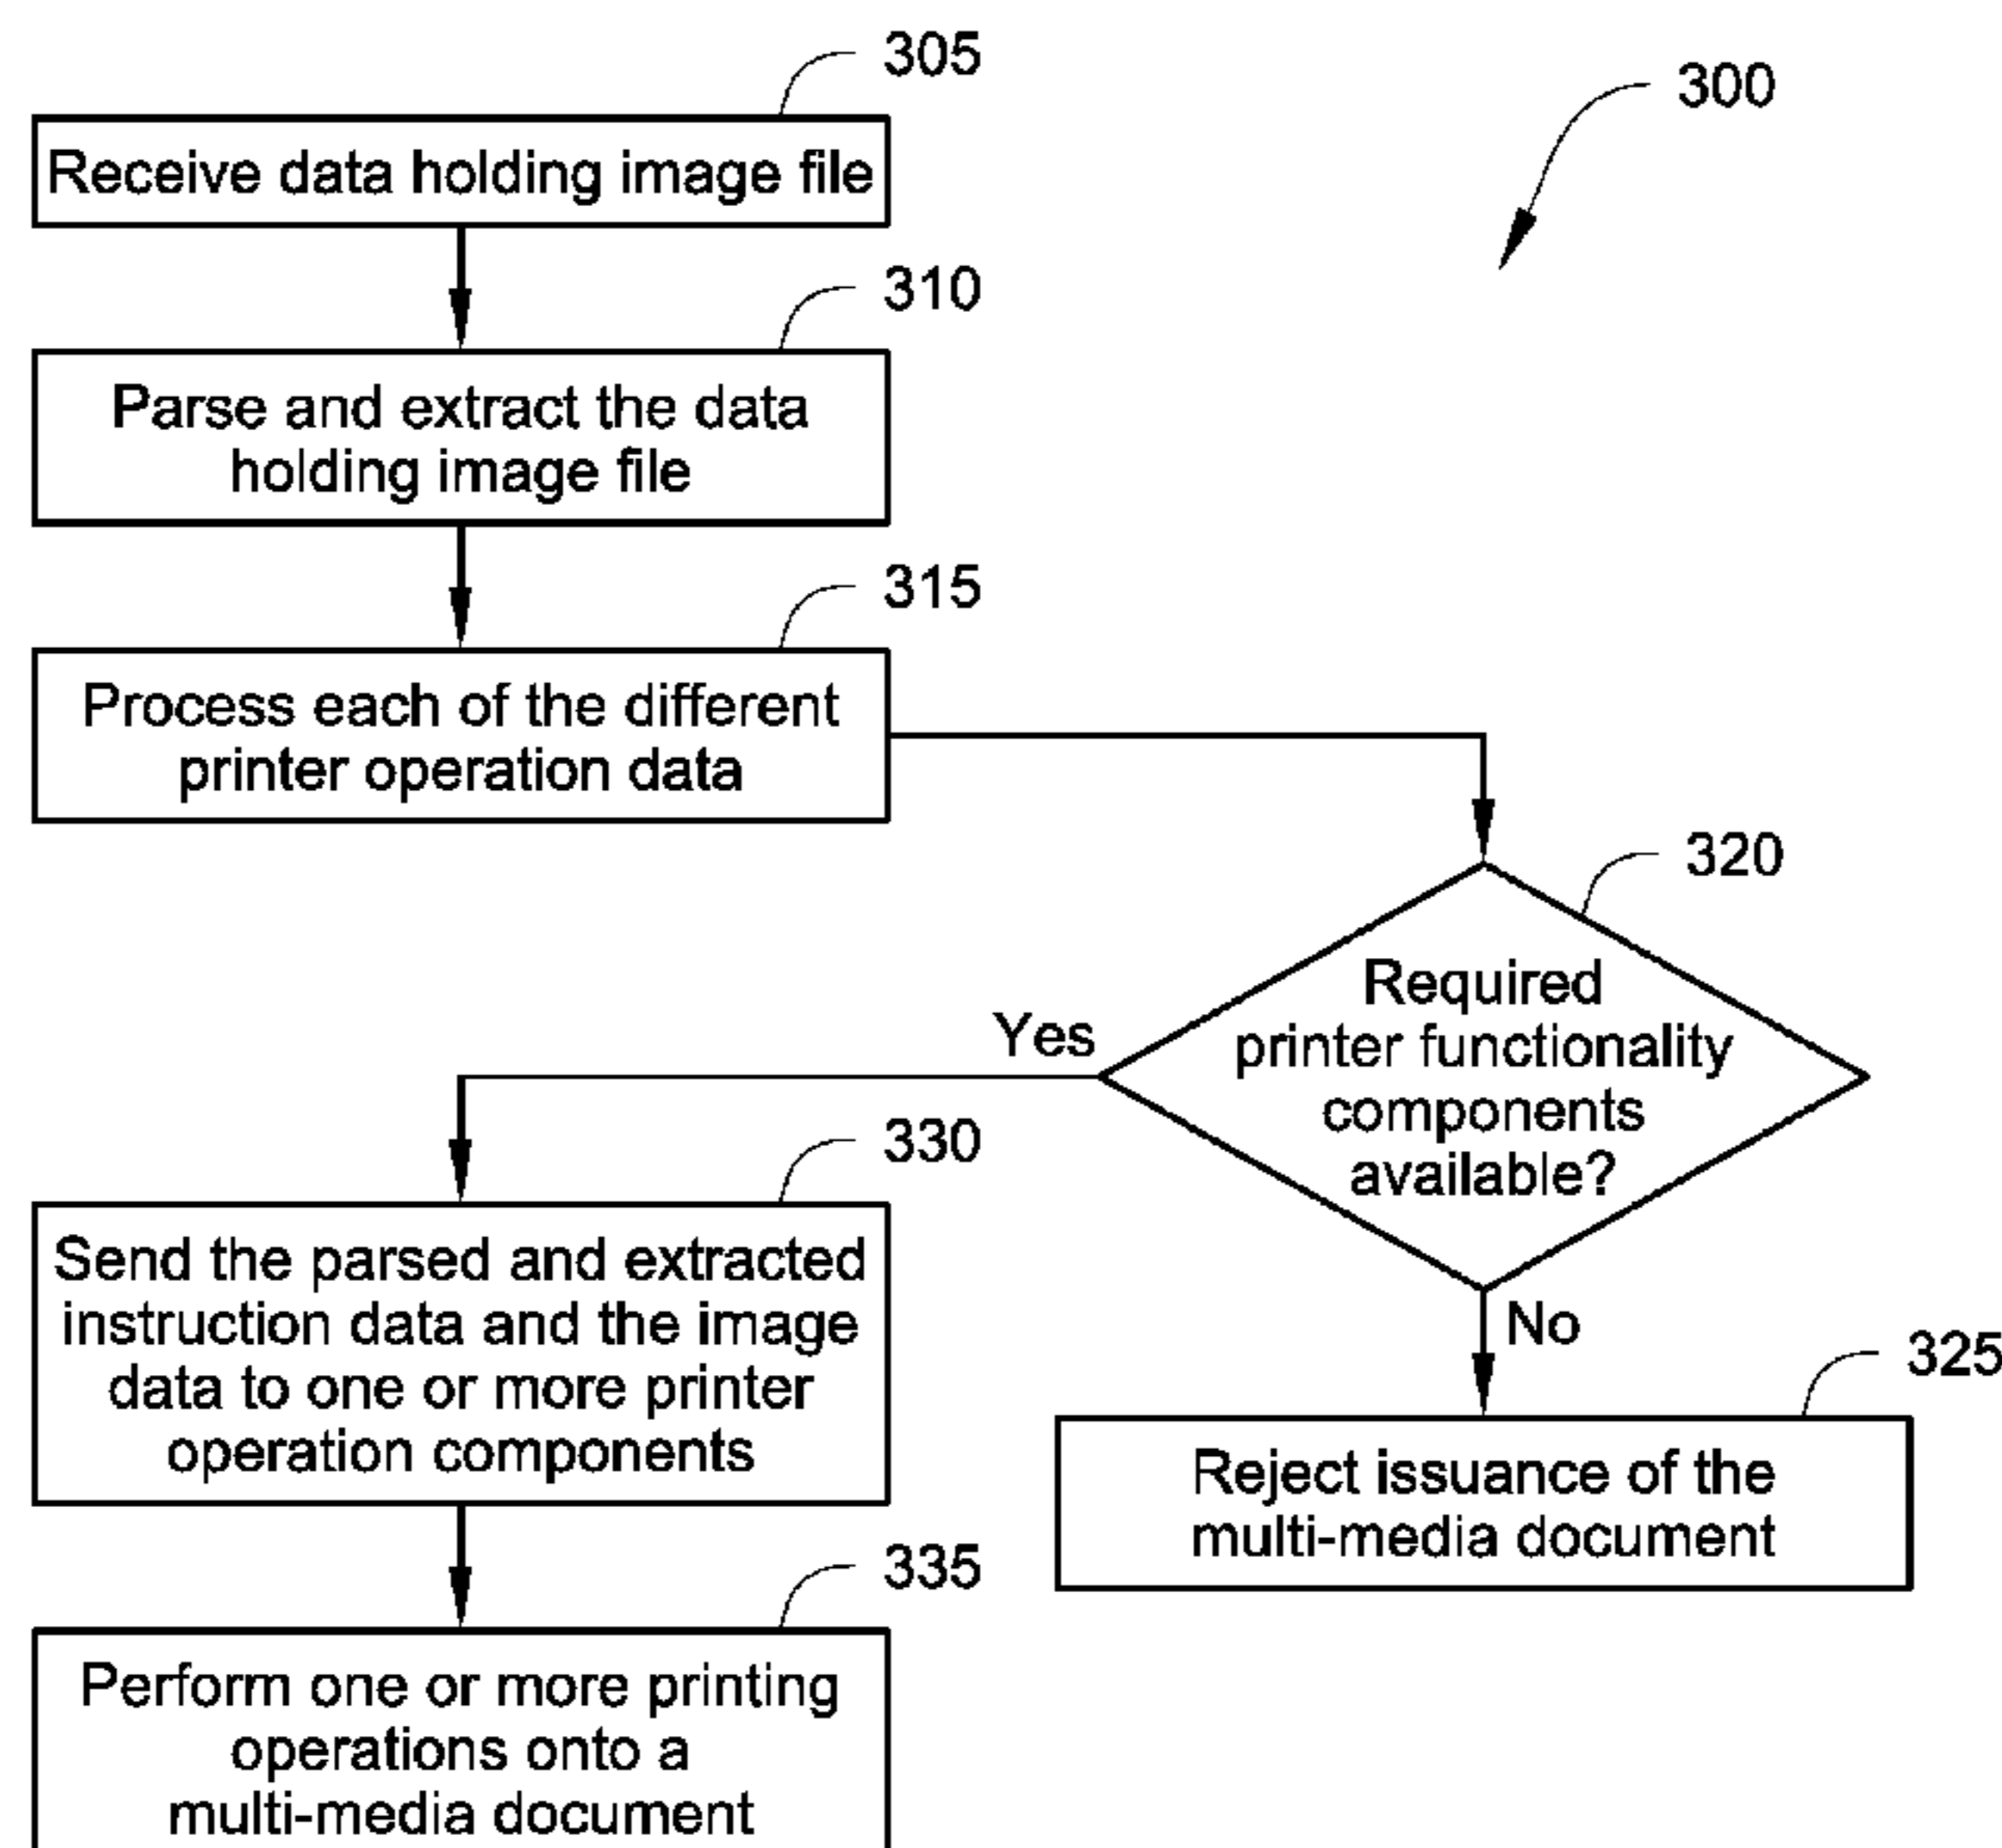 305
300
Receive data holding image file
310
Parse and extract the data
holding image file
315
Process each of the different
printer operation data
320
Required
printer functionality
components
available?
Yes
330
Send the parsed and extracted
instruction data and the image
data to one or more printer
operation components
No
325
Reject issuance of the
multi-media document
335
Perform one or more printing
operations onto a
multi-media document